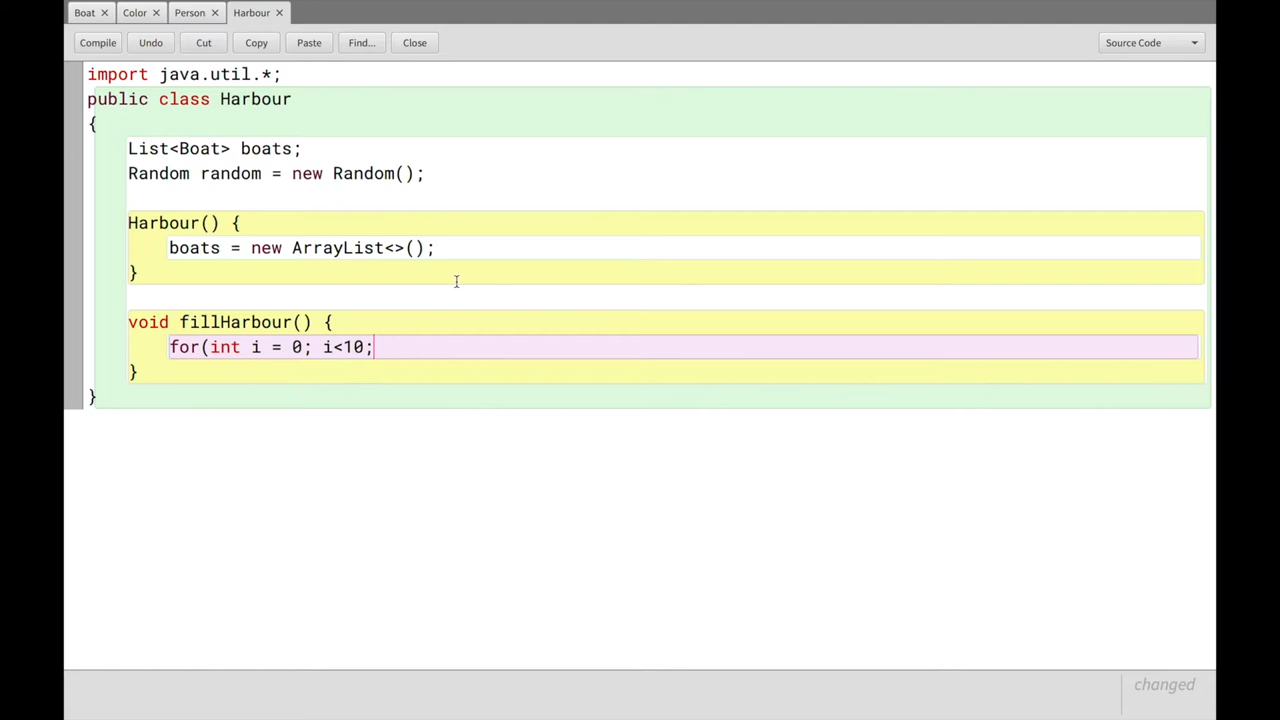 Boat × Color × Person × Harbour ×
Compile Undo Cut Copy Paste Find... Close Source Code
import java.util.*;
public class Harbour
{
List<Boat> boats;
Random random = new Random();
Harbour() {
boats = new ArrayList<>();
}
void fillHarbour() {
for(int i = 0; i<10;
}
}
changed